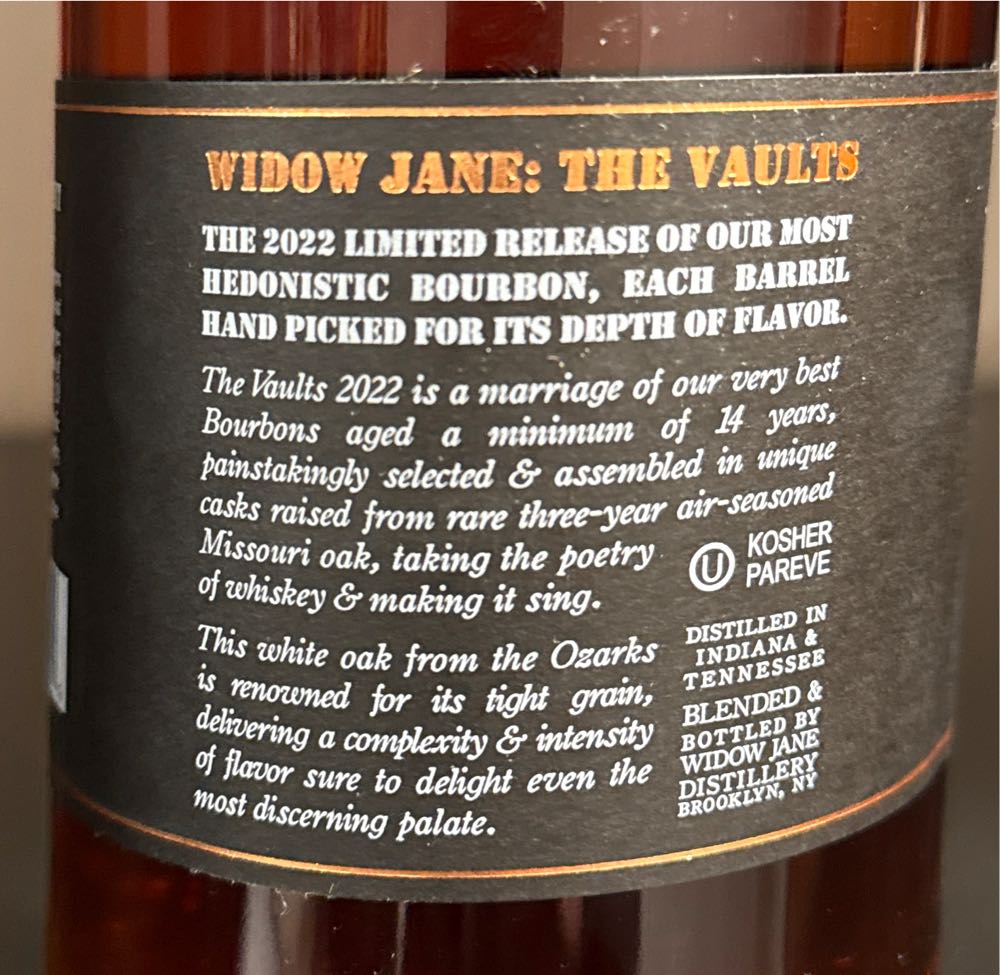 WIDOW JANE: THE VAULTS
THE 2022 LIMITED RELEASE OF OUR MOST
HEDONISTIC BOURBON, EACH BARREL
HAND PICKED FOR ITS DEPTH OF FLAVOR.
The Vaults 2022 is a marriage of our very best
Bourbons aged a minimum of 14 years,
painstakingly selected & assembled in unique
casks raised from rare three-year air-seasoned
Missouri oak, taking the poetry
of whiskey & making it sing.
This white oak from the Ozarks
is renowned for its tight grain,
delivering a complexity & intensity
of flavor sure to delight even the
most discerning palate.
U KOSHER
PAREVE
DISTILLED IN
INDIANA &
TENNESSEE
BLENDED &
BOTTLED BY
WIDOW JANE
DISTILLERY
BROOKLYN, NY